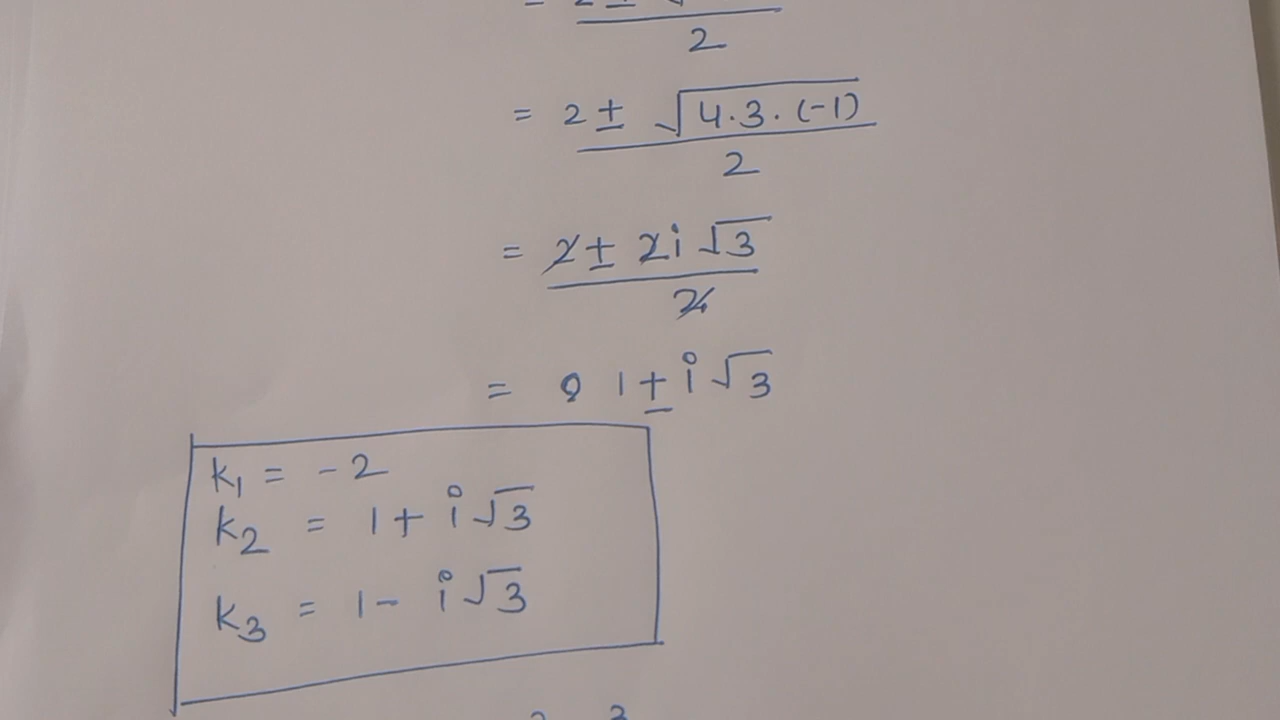 = 2 ± √
2
= 2 ± √4.3.(-1)
2
= 2 ± 2i √3
2
= 1 ± i √3
k₁ = -2
k₂ = 1 + i √3
k₃ = 1 - i √3